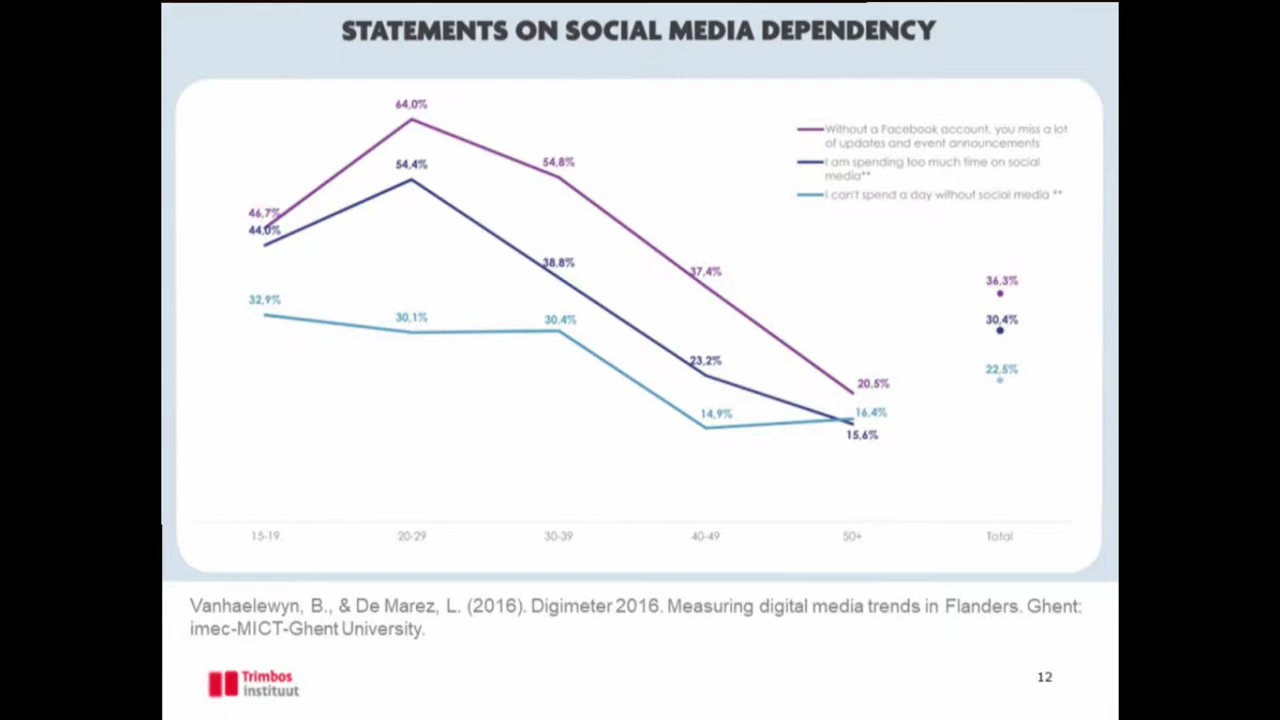 STATEMENTS ON SOCIAL MEDIA DEPENDENCY
64,0%
54,4%
54,8%
46,7%
44,0%
38,8%
37,4%
32,9%
30,1%
30,4%
23,2%
14,9%
20,5%
16,4%
15,6%
Without a Facebook account, you miss a lot
of updates and event announcements
I am spending too much time on social
media**
I can't spend a day without social media **
36,3%
30,4%
22,5%
15-19 20-29 30-39 40-49 50+ Total
Vanhaelewyn, B., & De Marez, L. (2016). Digimeter 2016. Measuring digital media trends in Flanders. Ghent:
imec-MICT-Ghent University.
Trimbos
instituut
12